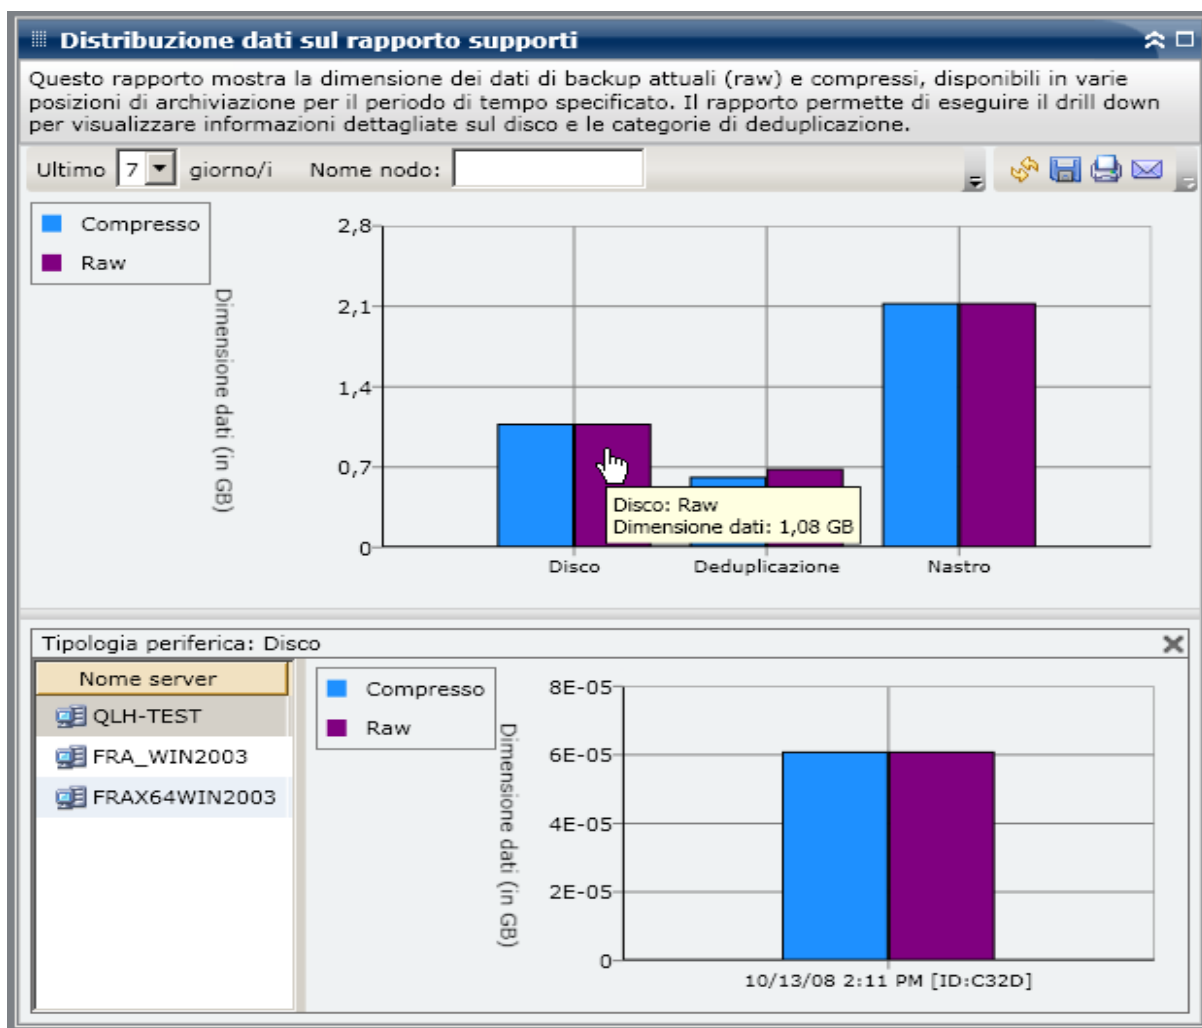 Distribuzione dati sul rapporto supporti
Questo rapporto mostra la dimensione dei dati di backup attuali (raw) e compressi, disponibili in varie
posizioni di archiviazione per il periodo di tempo specificato. Il rapporto permette di eseguire il drill down
per visualizzare informazioni dettagliate sul disco e le categorie di deduplicazione.
Ultimo 7 giorno/i Nome nodo:
Compresso
Raw
Dimensione dati (in GB)
2,8
2,1
1,4
0,7
0
Disco: Raw
Dimensione dati: 1,08 GB
Disco Deduplicazione Nastro
Tipologia periferica: Disco
Nome server
QLH-TEST
FRA_WIN2003
FRAX64WIN2003
Compresso
Raw
Dimensione dati (in GB)
8E-05
6E-05
4E-05
2E-05
0
10/13/08 2:11 PM [ID:C32D]